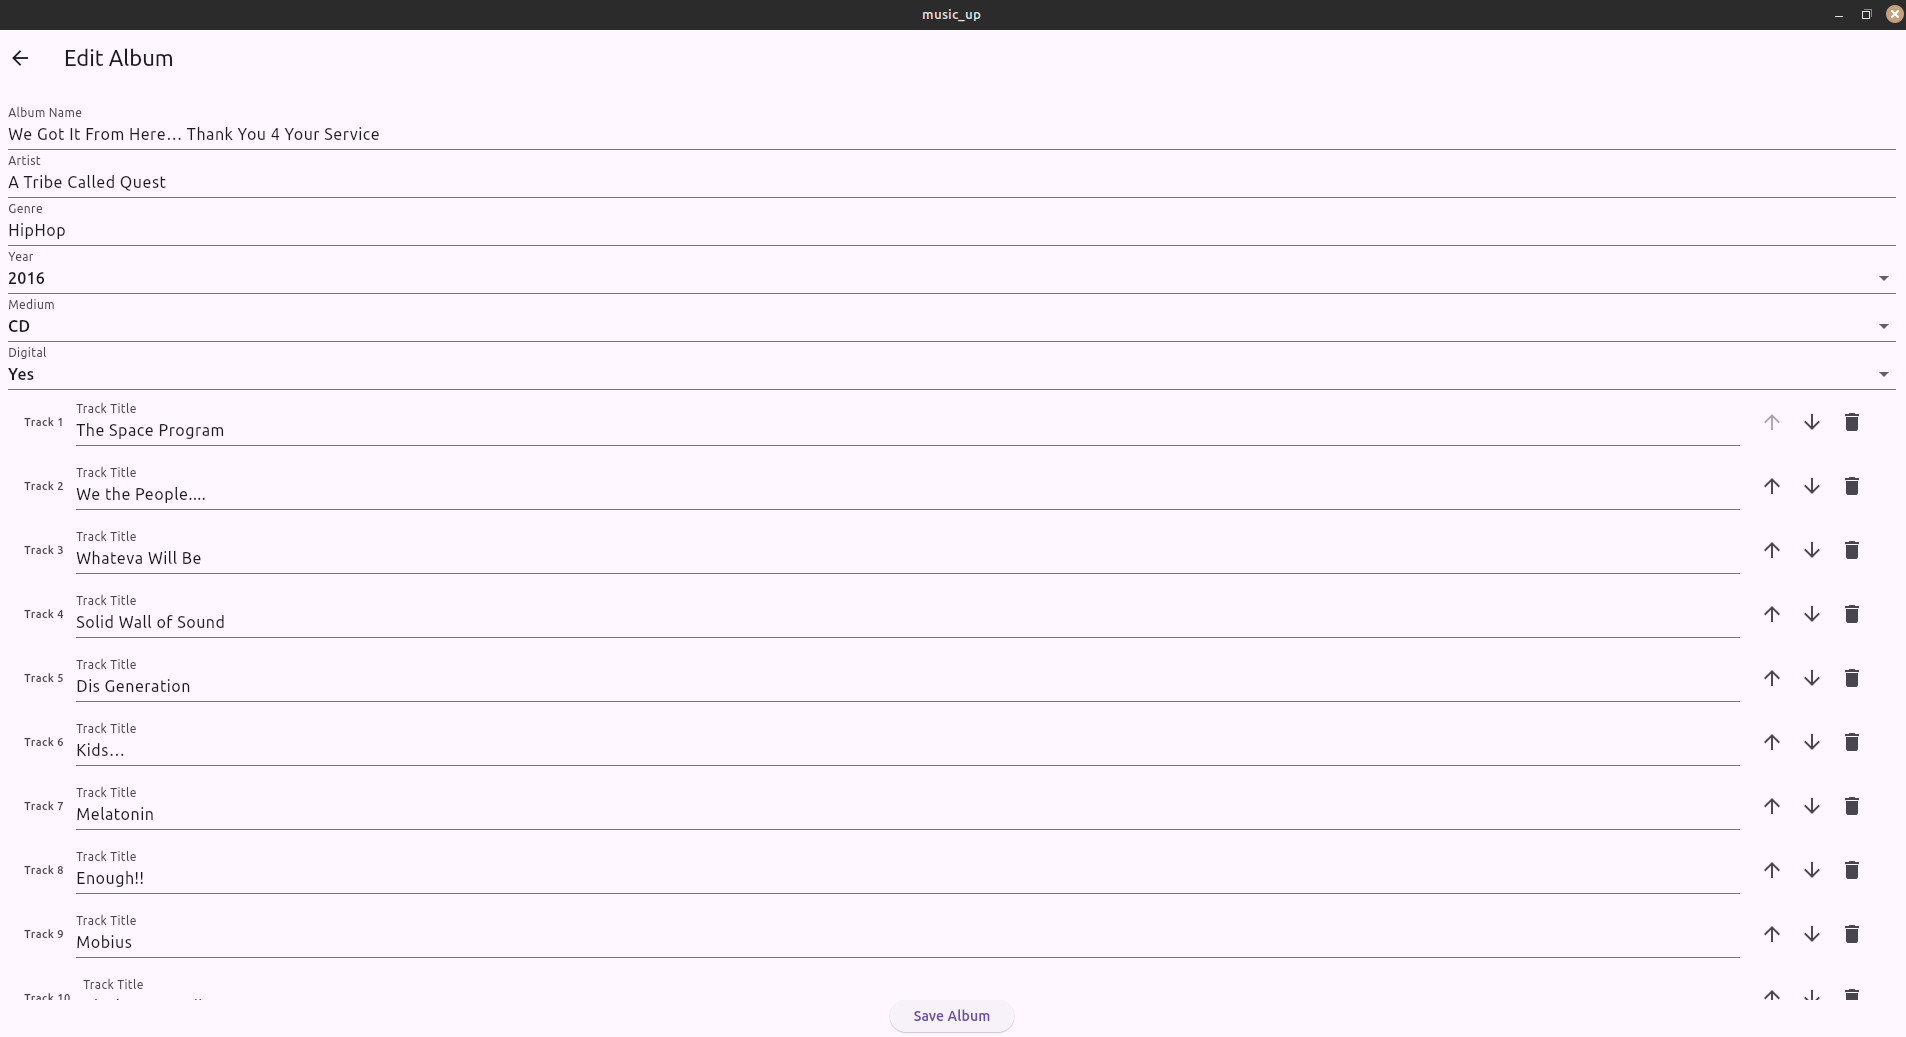 music_up
Edit Album
Album Name
We Got It From Here... Thank You 4 Your Service
Artist
A Tribe Called Quest
Genre
HipHop
Year
2016
Medium
CD
Digital
Yes
Track 1
Track Title
The Space Program
Track 2
Track Title
We the People....
Track 3
Track Title
Whateva Will Be
Track 4
Track Title
Solid Wall of Sound
Track 5
Track Title
Dis Generation
Track 6
Track Title
Kids...
Track 7
Track Title
Melatonin
Track 8
Track Title
Enough!!
Track 9
Track Title
Mobius
Track 10
Track Title
Save Album